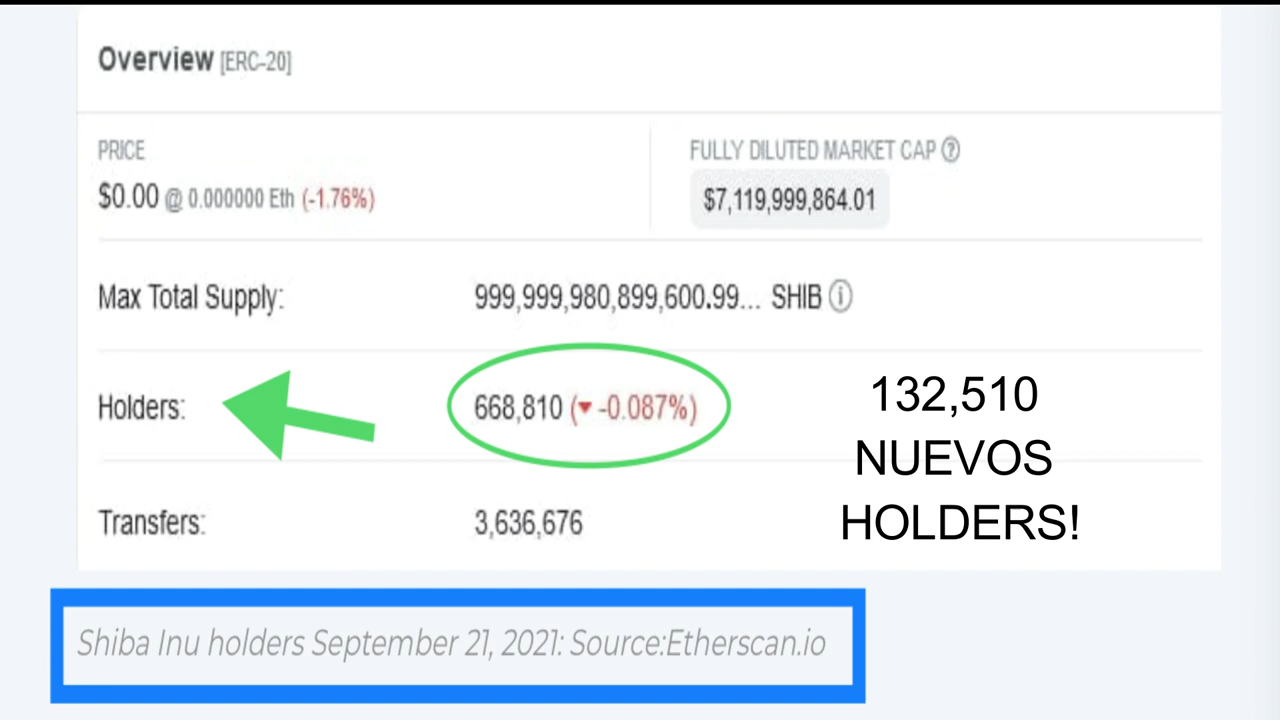 Overview [ERC-20]
PRICE
$0.00 @ 0.000000 Eth (-1.76%)
FULLY DILUTED MARKET CAP ?
$7,119,999,864.01
Max Total Supply: 999,999,980,899,600.99... SHIB i
Holders: 668,810 (▼ -0.087%)
132,510
NUEVOS
HOLDERS!
Transfers: 3,636,676
Shiba Inu holders September 21, 2021: Source:Etherscan.io